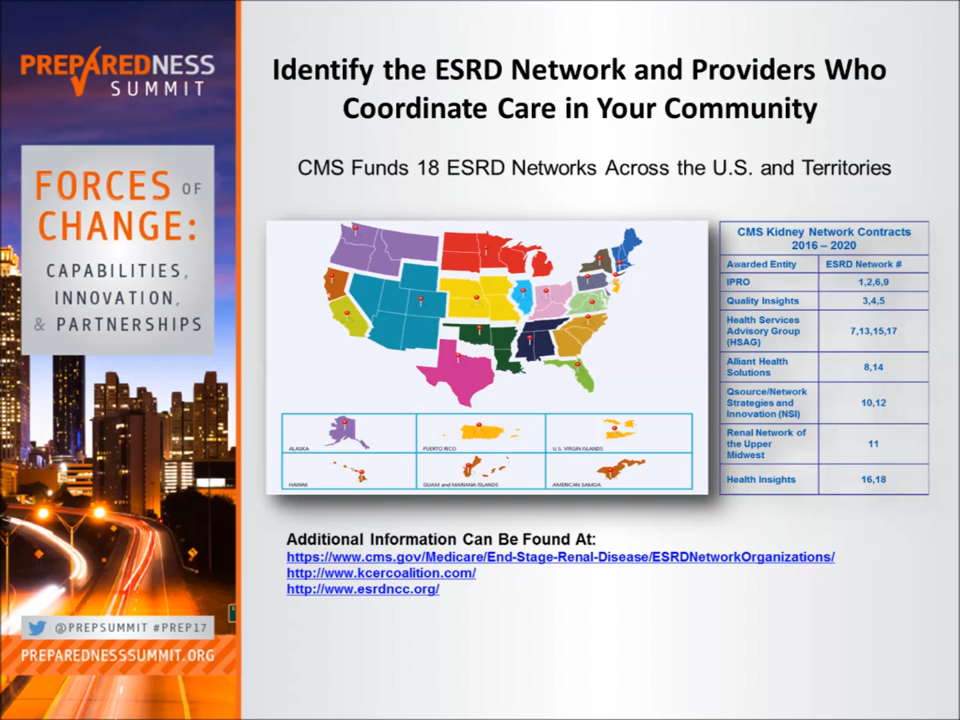 PREPAREDNESS
SUMMIT
FORCES OF
CHANGE:
CAPABILITIES,
INNOVATION,
& PARTNERSHIPS
@PREPSUMMIT #PREP17
PREPAREDNESSSUMMIT.ORG
Identify the ESRD Network and Providers Who
Coordinate Care in Your Community
CMS Funds 18 ESRD Networks Across the U.S. and Territories
ALASKA
PUERTO RICO
U.S. VIRGIN ISLANDS
HAWAII
GUAM and MARIANA ISLANDS
AMERICAN SAMOA
CMS Kidney Network Contracts
2016 – 2020
Awarded Entity ESRD Network #
IPRO 1,2,6,9
Quality Insights 3,4,5
Health Services
Advisory Group 7,13,15,17
(HSAG)
Alliant Health
Solutions 8,14
Qsource/Network
Strategies and 10,12
Innovation (NSI)
Renal Network of
the Upper 11
Midwest
Health Insights 16,18
Additional Information Can Be Found At:
https://www.cms.gov/Medicare/End-Stage-Renal-Disease/ESRDNetworkOrganizations/
http://www.kcercoalition.com/
http://www.esrdncc.org/